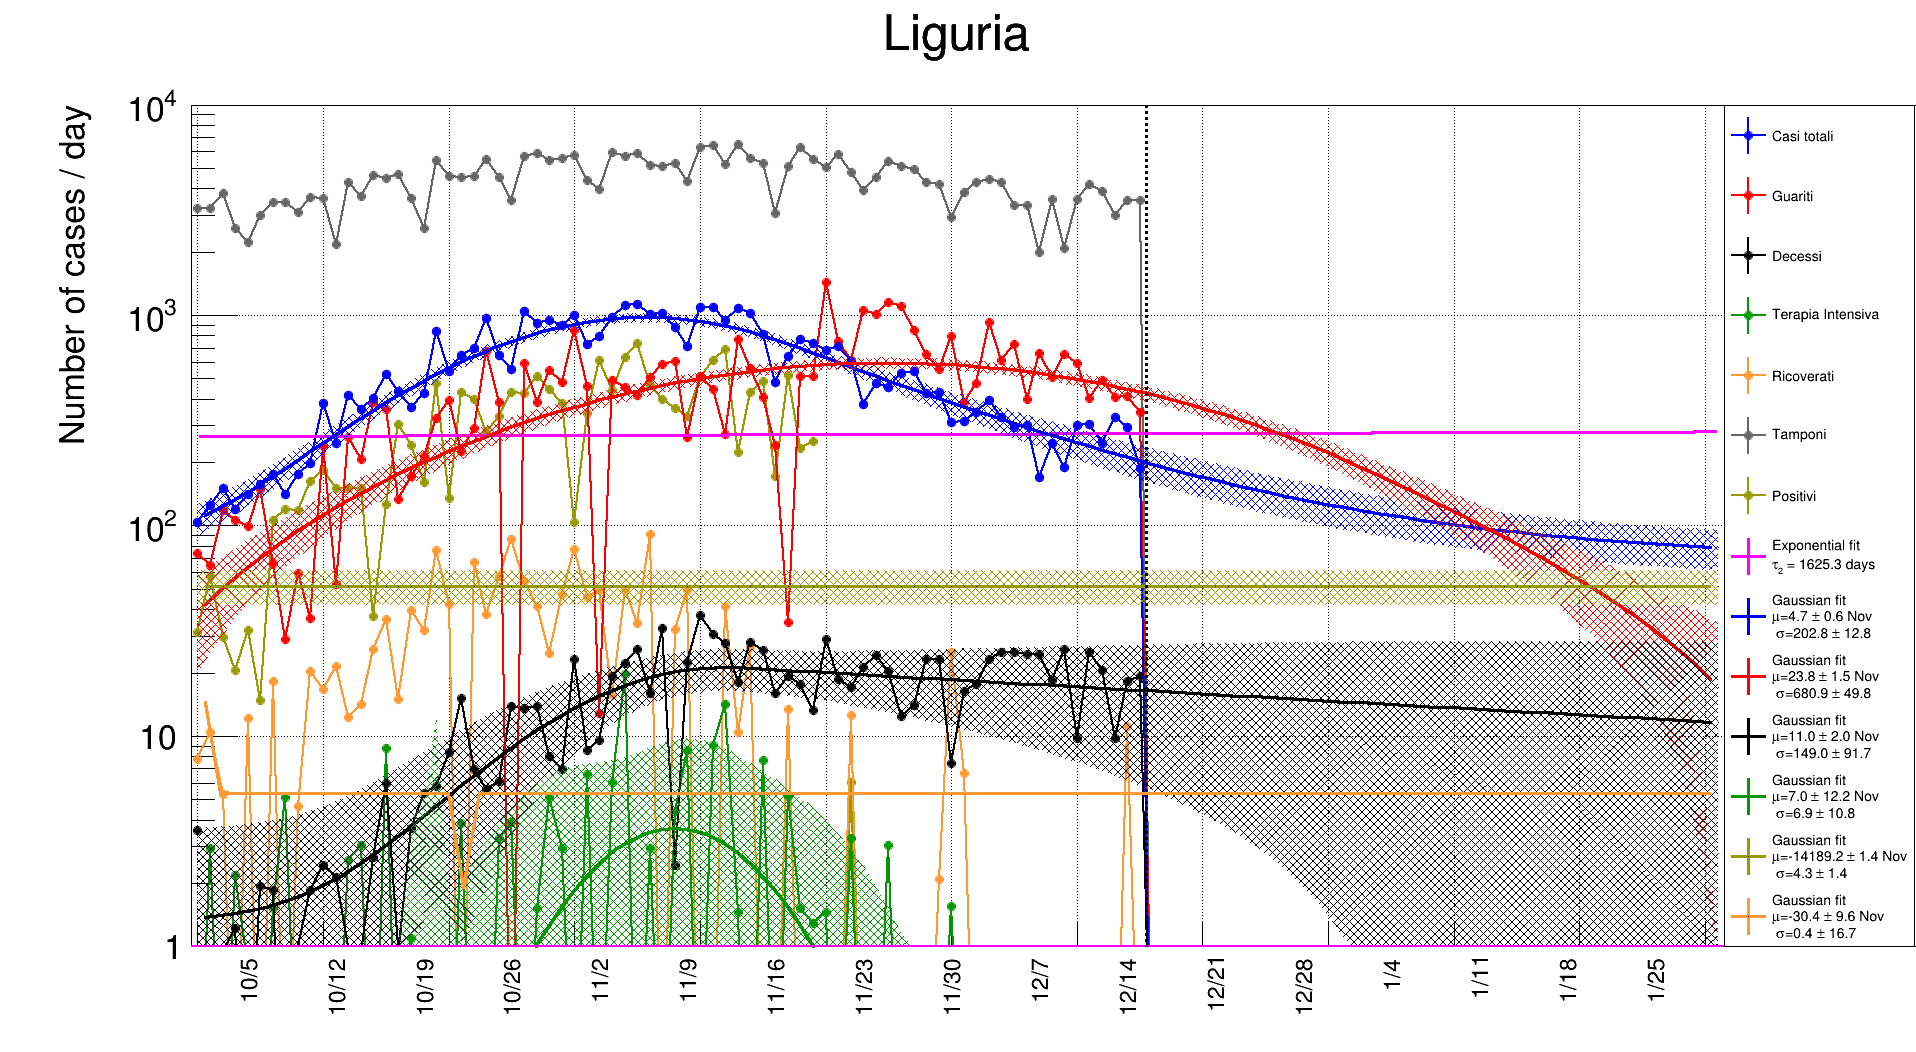 Liguria
Number of cases / day
10⁴
10³
10²
10
1
10/5
10/12
10/19
10/26
11/2
11/9
11/16
11/23
11/30
12/7
12/14
12/21
12/28
1/4
1/11
1/18
1/25
Casi totali
Guariti
Decessi
Terapia Intensiva
Ricoverati
Tamponi
Positivi
Exponential fit
τ₂ = 1625.3 days
Gaussian fit
μ=4.7 ± 0.6 Nov
σ=202.8 ± 12.8
Gaussian fit
μ=23.8 ± 1.5 Nov
σ=680.9 ± 49.8
Gaussian fit
μ=11.0 ± 2.0 Nov
σ=149.0 ± 91.7
Gaussian fit
μ=7.0 ± 12.2 Nov
σ=6.9 ± 10.8
Gaussian fit
μ=-14189.2 ± 1.4 Nov
σ=4.3 ± 1.4
Gaussian fit
μ=-30.4 ± 9.6 Nov
σ=0.4 ± 16.7